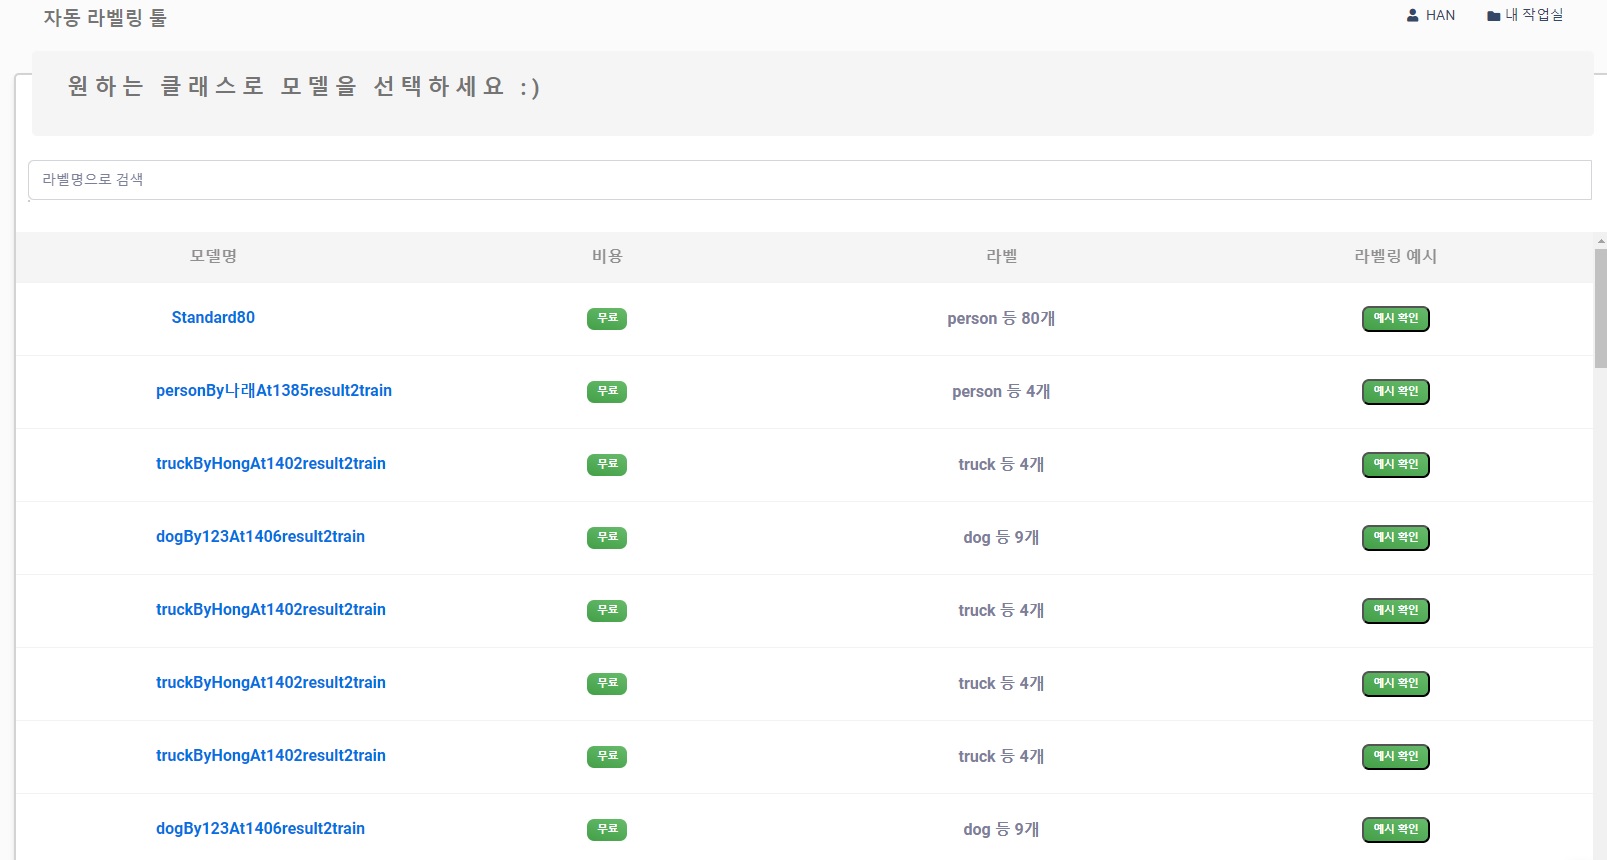 자동 라벨링 툴
HAN 내 작업실
원하는 클래스로 모델을 선택하세요 :)
라벨명으로 검색
모델명 비용 라벨 라벨링 예시
Standard80 무료 person 등 80개 예시 확인
personBy나래At1385result2train 무료 person 등 4개 예시 확인
truckByHongAt1402result2train 무료 truck 등 4개 예시 확인
dogBy123At1406result2train 무료 dog 등 9개 예시 확인
truckByHongAt1402result2train 무료 truck 등 4개 예시 확인
truckByHongAt1402result2train 무료 truck 등 4개 예시 확인
truckByHongAt1402result2train 무료 truck 등 4개 예시 확인
dogBy123At1406result2train 무료 dog 등 9개 예시 확인